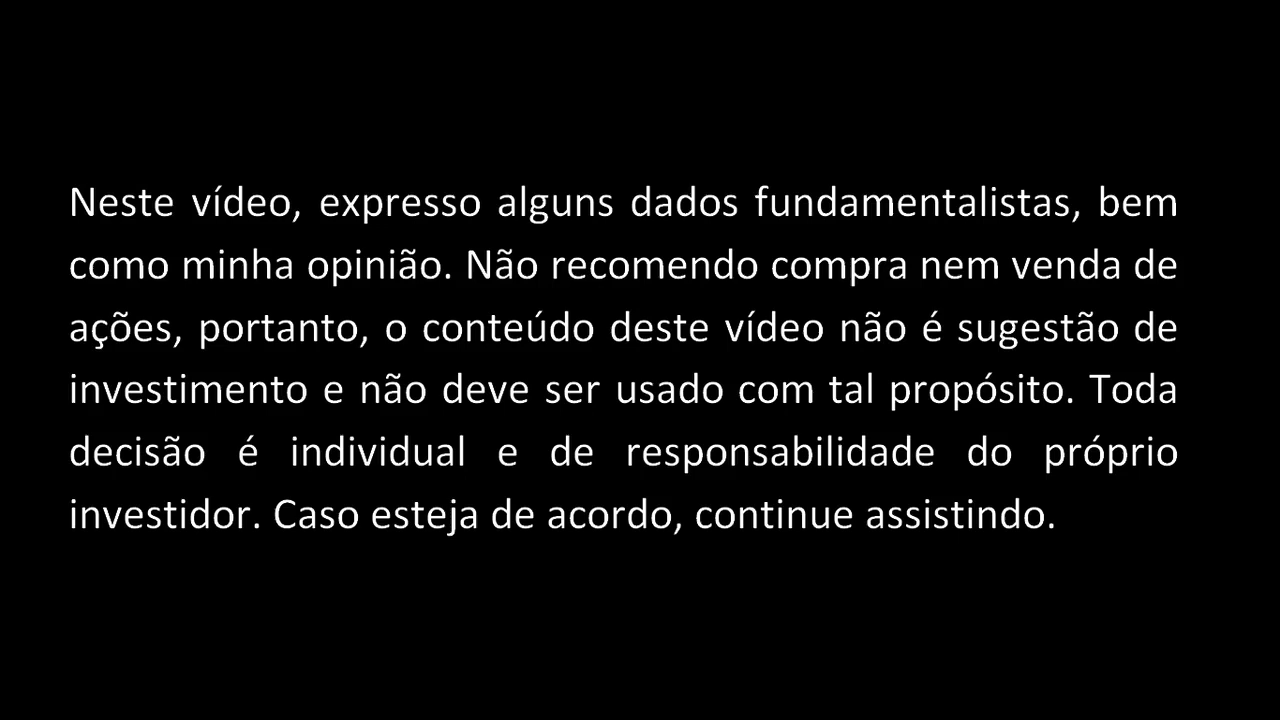 Neste vídeo, expresso alguns dados fundamentalistas, bem
como minha opinião. Não recomendo compra nem venda de
ações, portanto, o conteúdo deste vídeo não é sugestão de
investimento e não deve ser usado com tal propósito. Toda
decisão é individual e de responsabilidade do próprio
investidor. Caso esteja de acordo, continue assistindo.